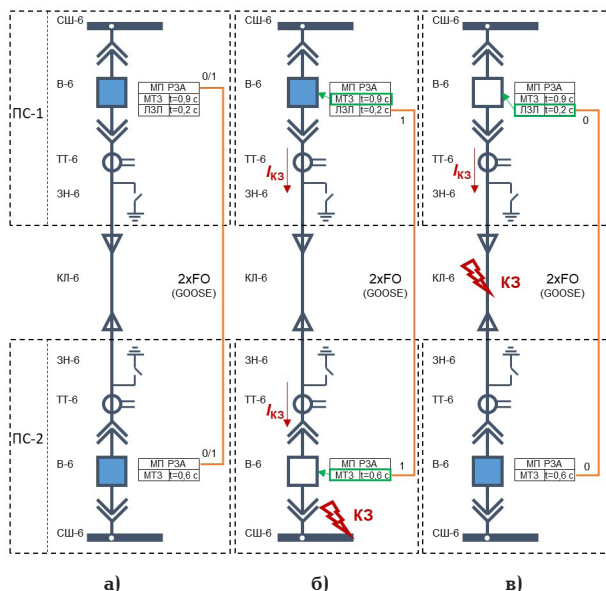 СШ-6
В-6
0/1
МП РЗА
МТЗ t=0,9 с
ЛЗЛ t=0,2 с
ПС-1
ТТ-6
ЗН-6
КЛ-6
2xFO
(GOOSE)
ПС-2
ЗН-6
ТТ-6
В-6
0/1
МП РЗА
МТЗ t=0,6 с
СШ-6
а)
СШ-6
В-6
МП РЗА
МТЗ t=0,9 с
ЛЗЛ t=0,2 с
1
ТТ-6
IКЗ
ЗН-6
КЛ-6
2xFO
(GOOSE)
ЗН-6
ТТ-6
IКЗ
В-6
1
МП РЗА
МТЗ t=0,6 с
КЗ
СШ-6
б)
СШ-6
В-6
МП РЗА
МТЗ t=0,9 с
ЛЗЛ t=0,2 с
0
ТТ-6
IКЗ
ЗН-6
КЛ-6
КЗ
2xFO
(GOOSE)
ЗН-6
ТТ-6
В-6
0
МП РЗА
МТЗ t=0,6 с
СШ-6
в)